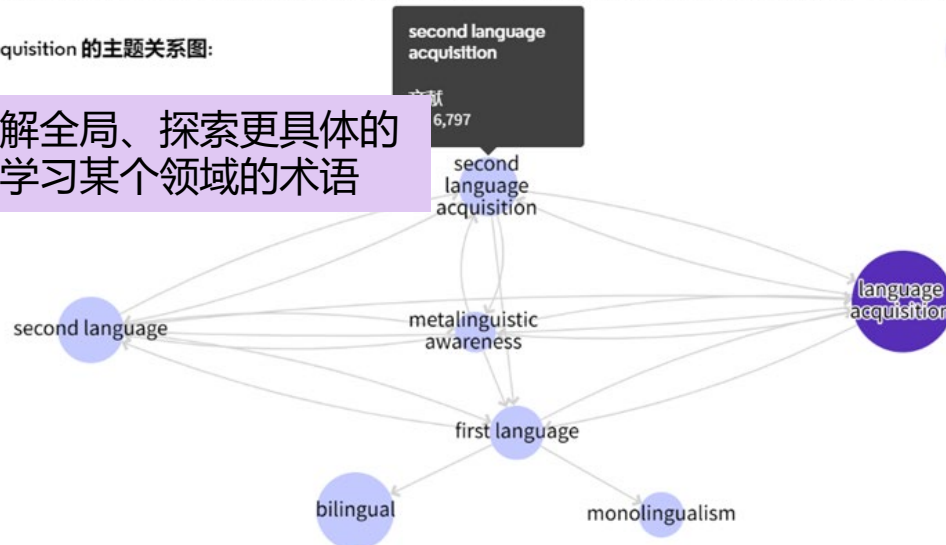 quisition 的主题关系图:
second language
acquisition
文献
6,797
解全局、探索更具体的
学习某个领域的术语
second
language
acquisition
language
acquisition
second language
metalinguistic
awareness
first language
bilingual
monolingualism